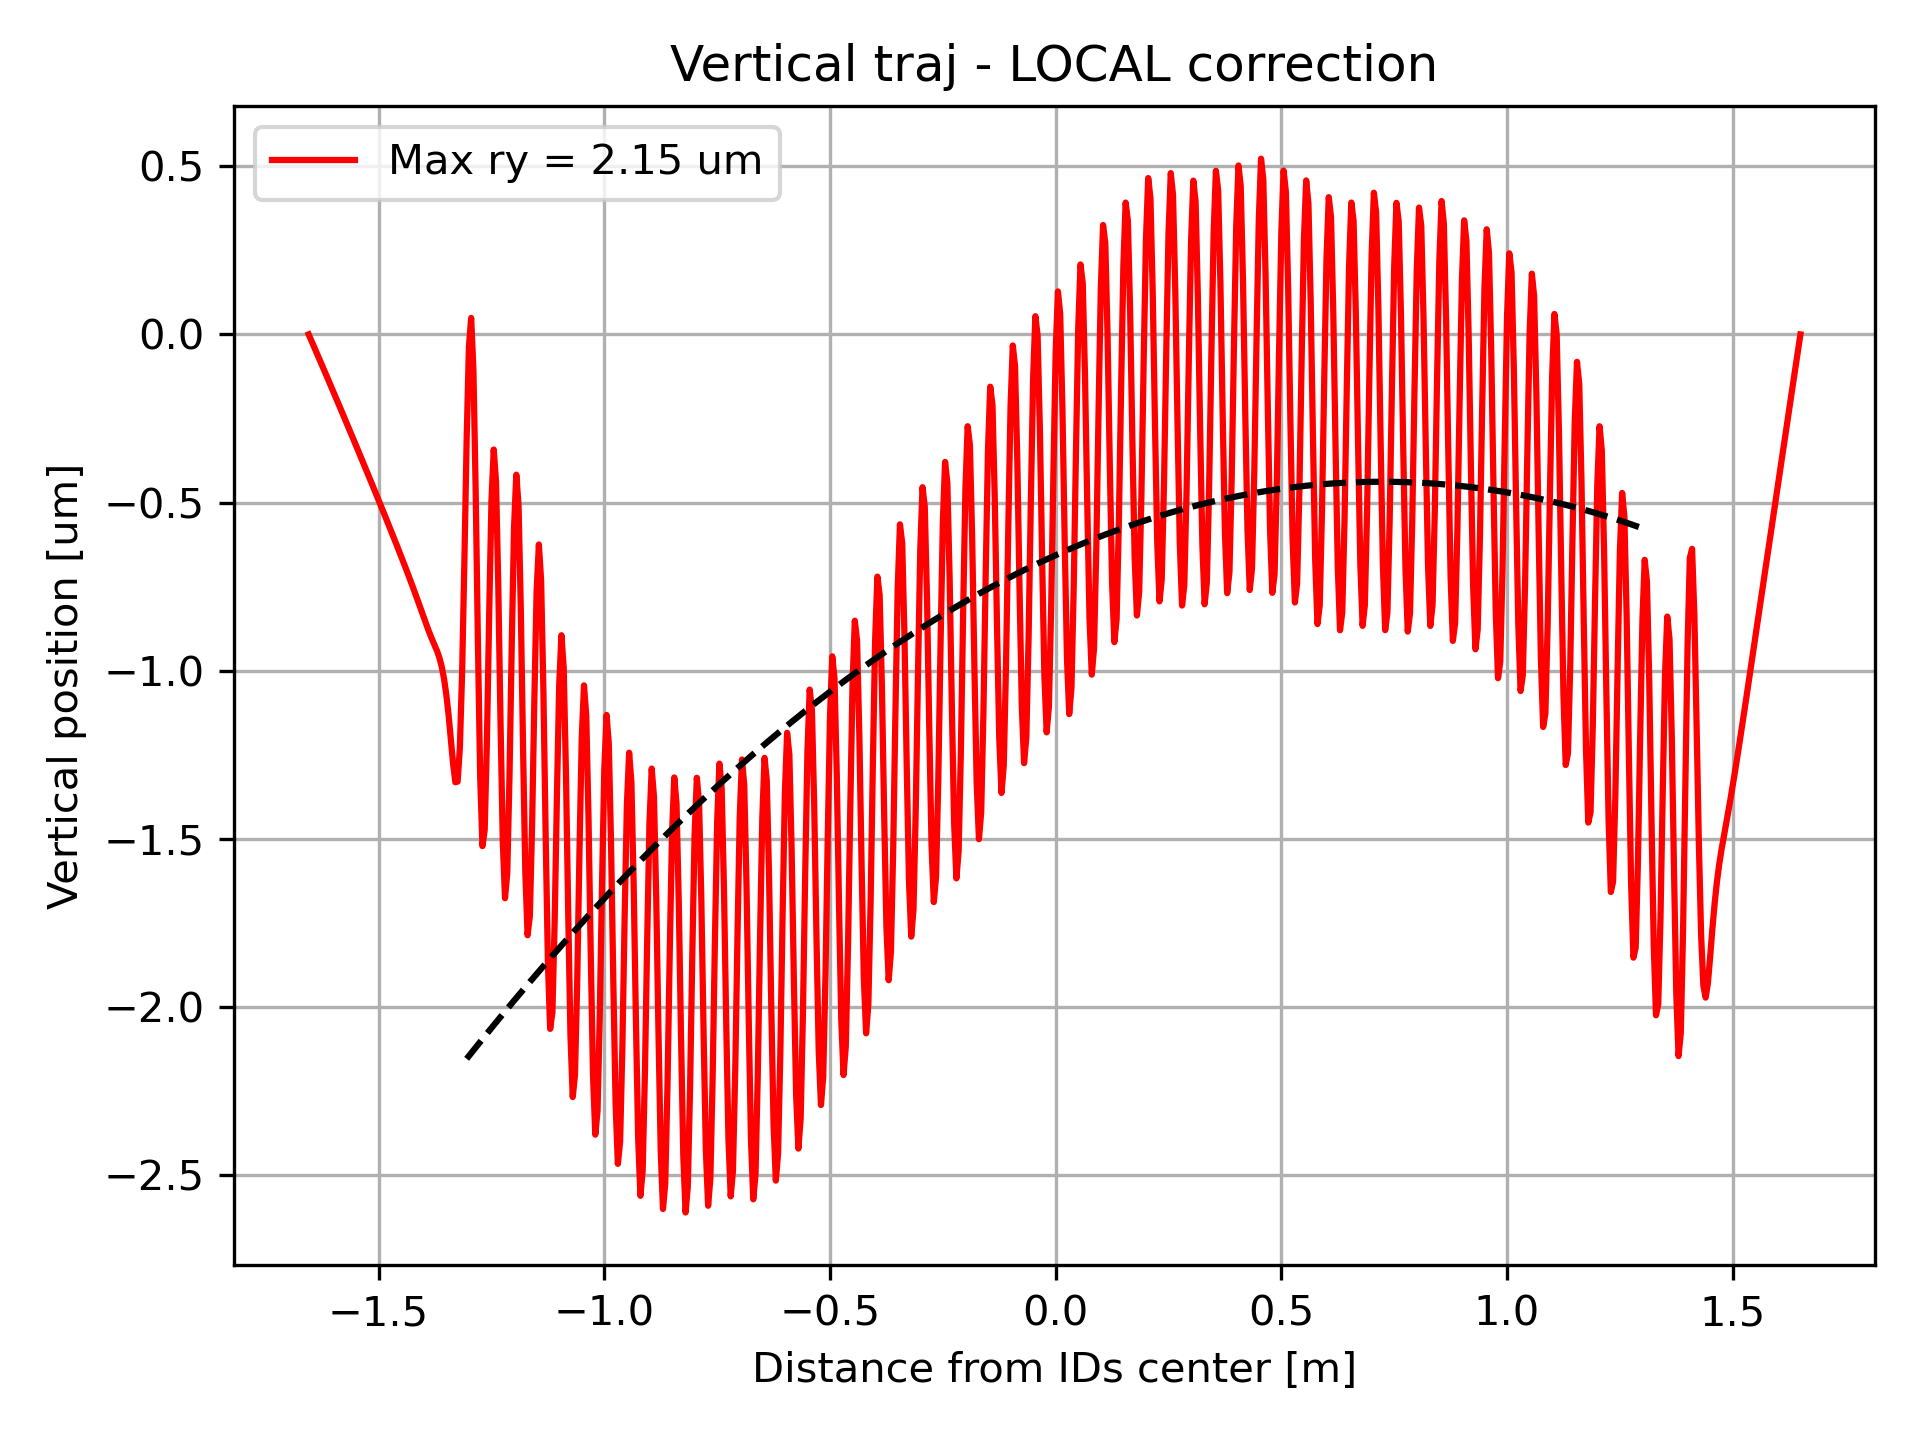 Vertical traj - LOCAL correction
Max ry = 2.15 um
Vertical position [um]
0.5
0.0
−0.5
−1.0
−1.5
−2.0
−2.5
−1.5 −1.0 −0.5 0.0 0.5 1.0 1.5
Distance from IDs center [m]